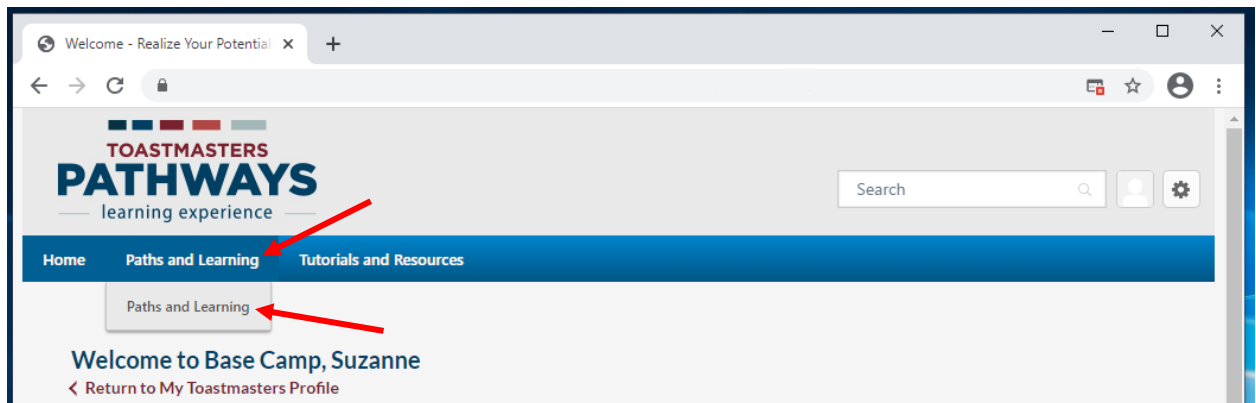 Welcome - Realize Your Potential
TOASTMASTERS
PATHWAYS
learning experience
Search
Home Paths and Learning Tutorials and Resources
Paths and Learning
Welcome to Base Camp, Suzanne
Return to My Toastmasters Profile